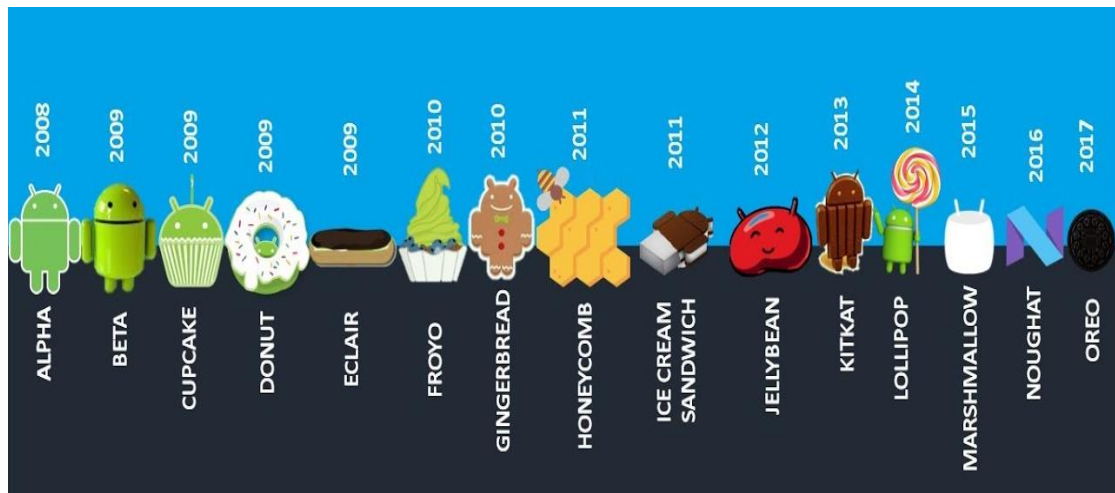 2008
2009
2009
2009
2009
2010
2010
2011
2011
2012
2013
2014
2015
2016
2017
ALPHA
BETA
CUPCAKE
DONUT
ECLAIR
FROYO
GINGERBREAD
HONEYCOMB
ICE CREAM
SANDWICH
JELLYBEAN
KITKAT
LOLLIPOP
MARSHMALLOW
NOUGHAT
OREO